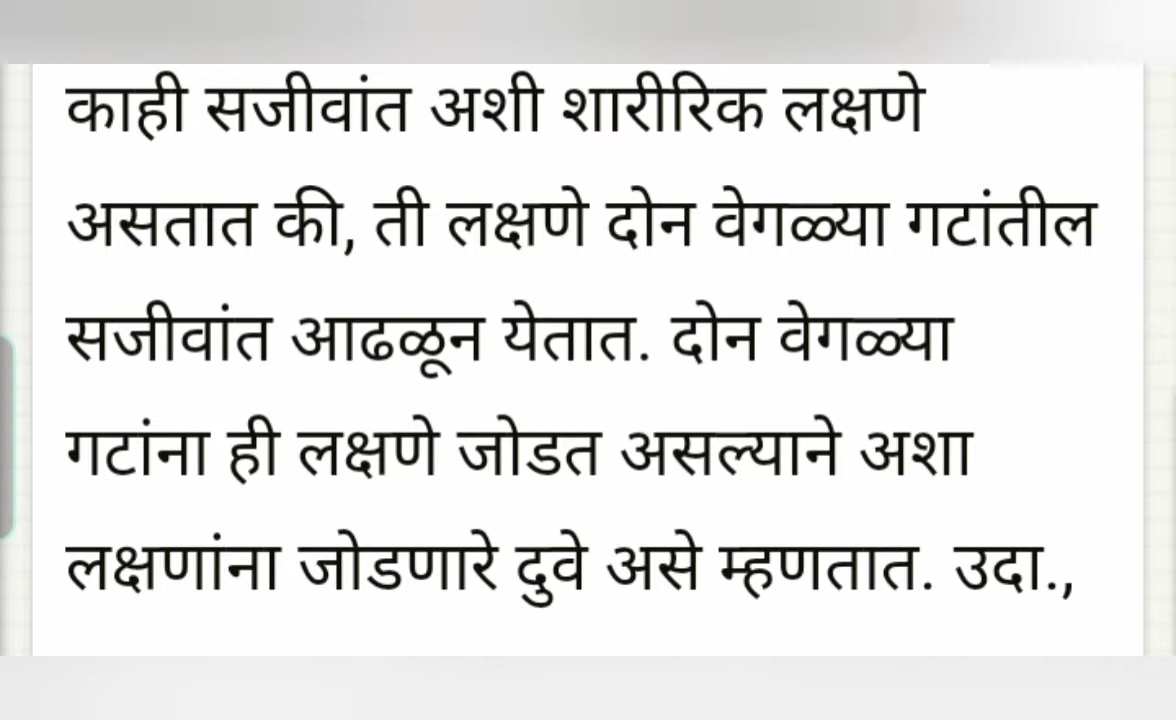 काही सजीवांत अशी शारीरिक लक्षणे
असतात की, ती लक्षणे दोन वेगळ्या गटांतील
सजीवांत आढळून येतात. दोन वेगळ्या
गटांना ही लक्षणे जोडत असल्याने अशा
लक्षणांना जोडणारे दुवे असे म्हणतात. उदा.,